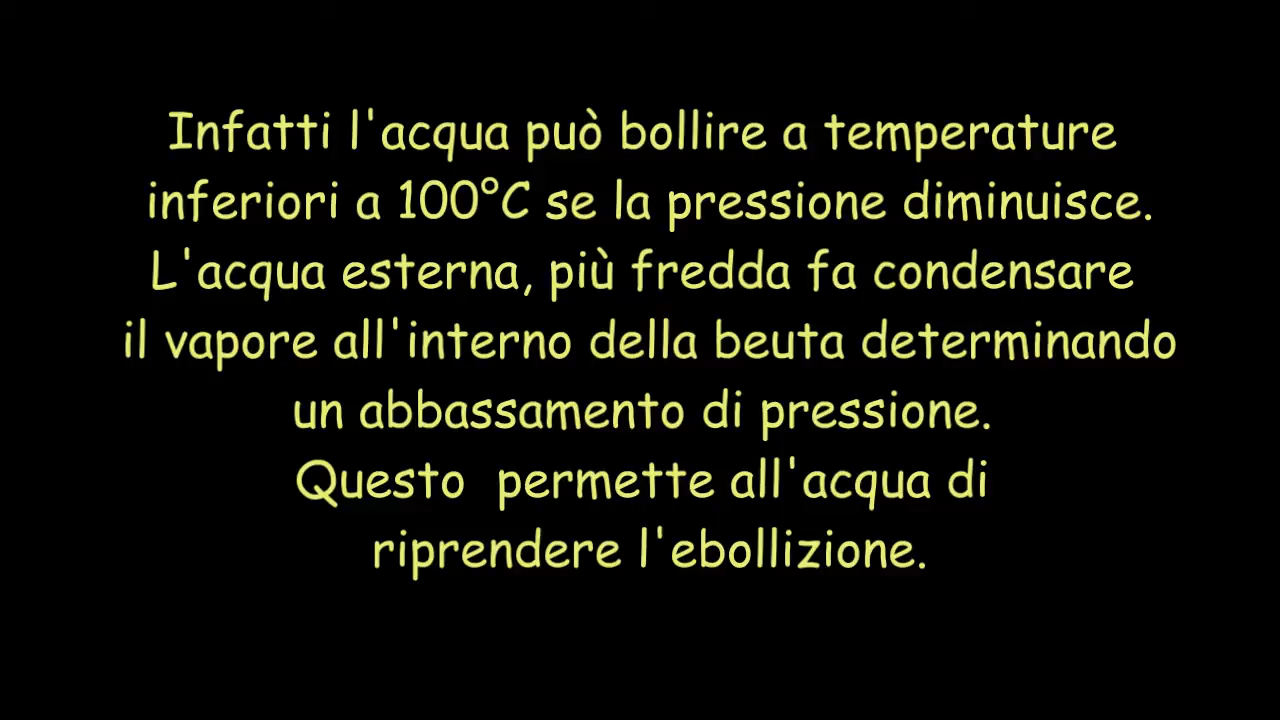 Infatti l'acqua può bollire a temperature
inferiori a 100°C se la pressione diminuisce.
L'acqua esterna, più fredda fa condensare
il vapore all'interno della beuta determinando
un abbassamento di pressione.
Questo  permette all'acqua di
riprendere l'ebollizione.